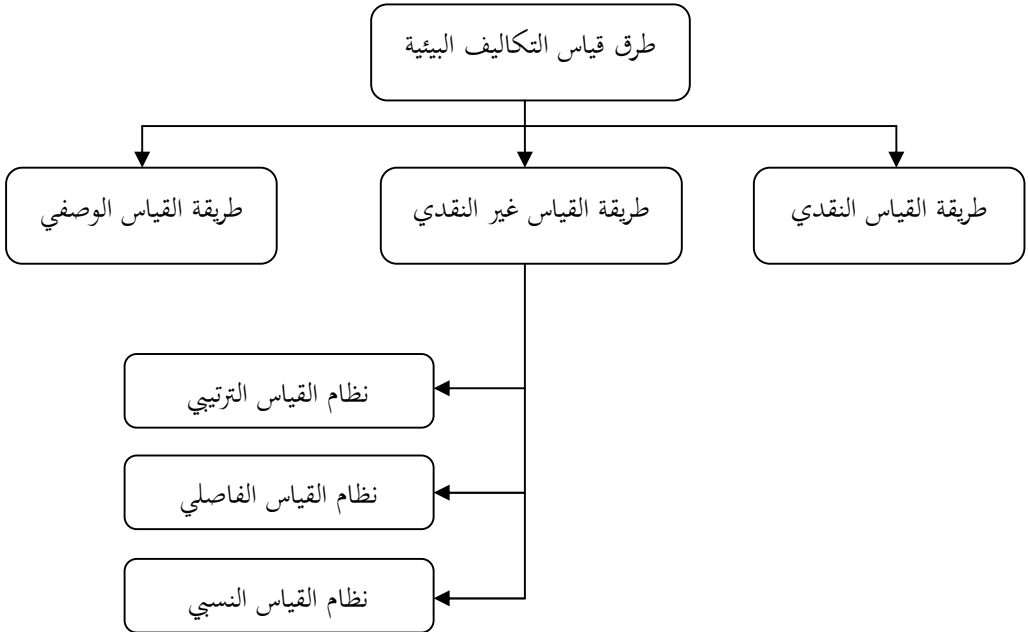 طرق قياس التكاليف البيئية
طريقة القياس النقدي
طريقة القياس غير النقدي
طريقة القياس الوصفي
نظام القياس الترتيبي
نظام القياس الفاصلي
نظام القياس النسبي